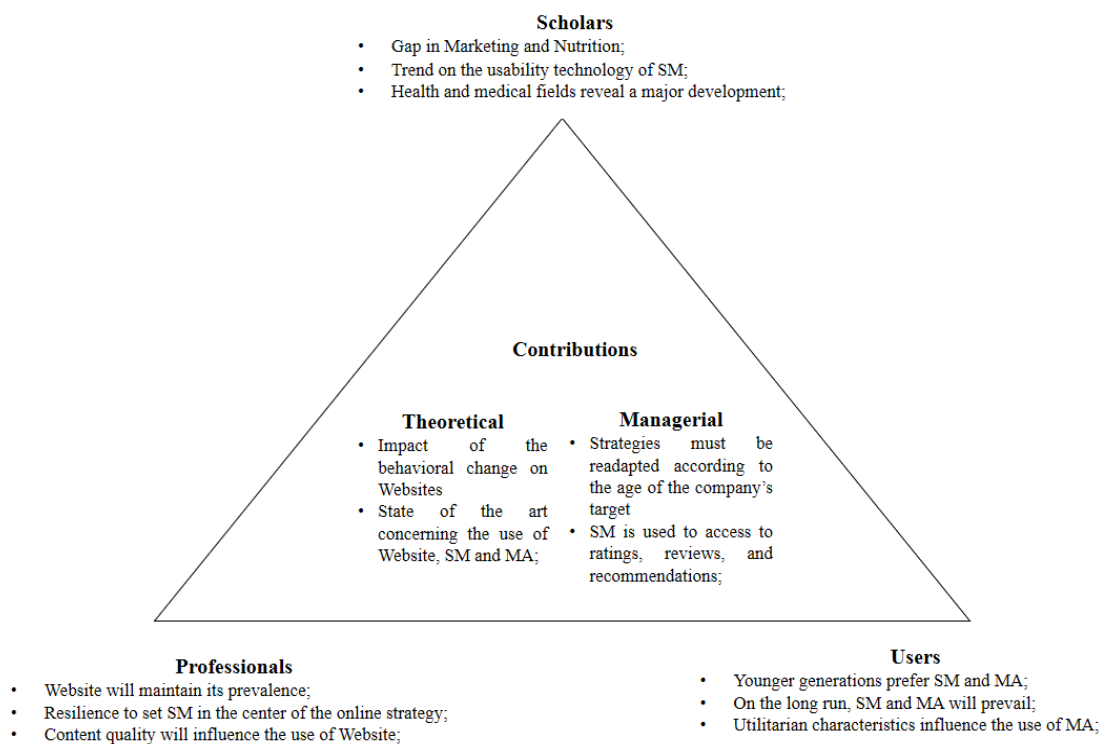 Scholars
• Gap in Marketing and Nutrition;
• Trend on the usability technology of SM;
• Health and medical fields reveal a major development;
Contributions
Theoretical
• Impact of the
behavioral change on
Websites
• State of the art
concerning the use of
Website, SM and MA;
Managerial
• Strategies must be
readapted according to
the age of the company's
target
• SM is used to access to
ratings, reviews, and
recommendations;
Professionals
• Website will maintain its prevalence;
• Resilience to set SM in the center of the online strategy;
• Content quality will influence the use of Website;
Users
• Younger generations prefer SM and MA;
• On the long run, SM and MA will prevail;
• Utilitarian characteristics influence the use of MA;